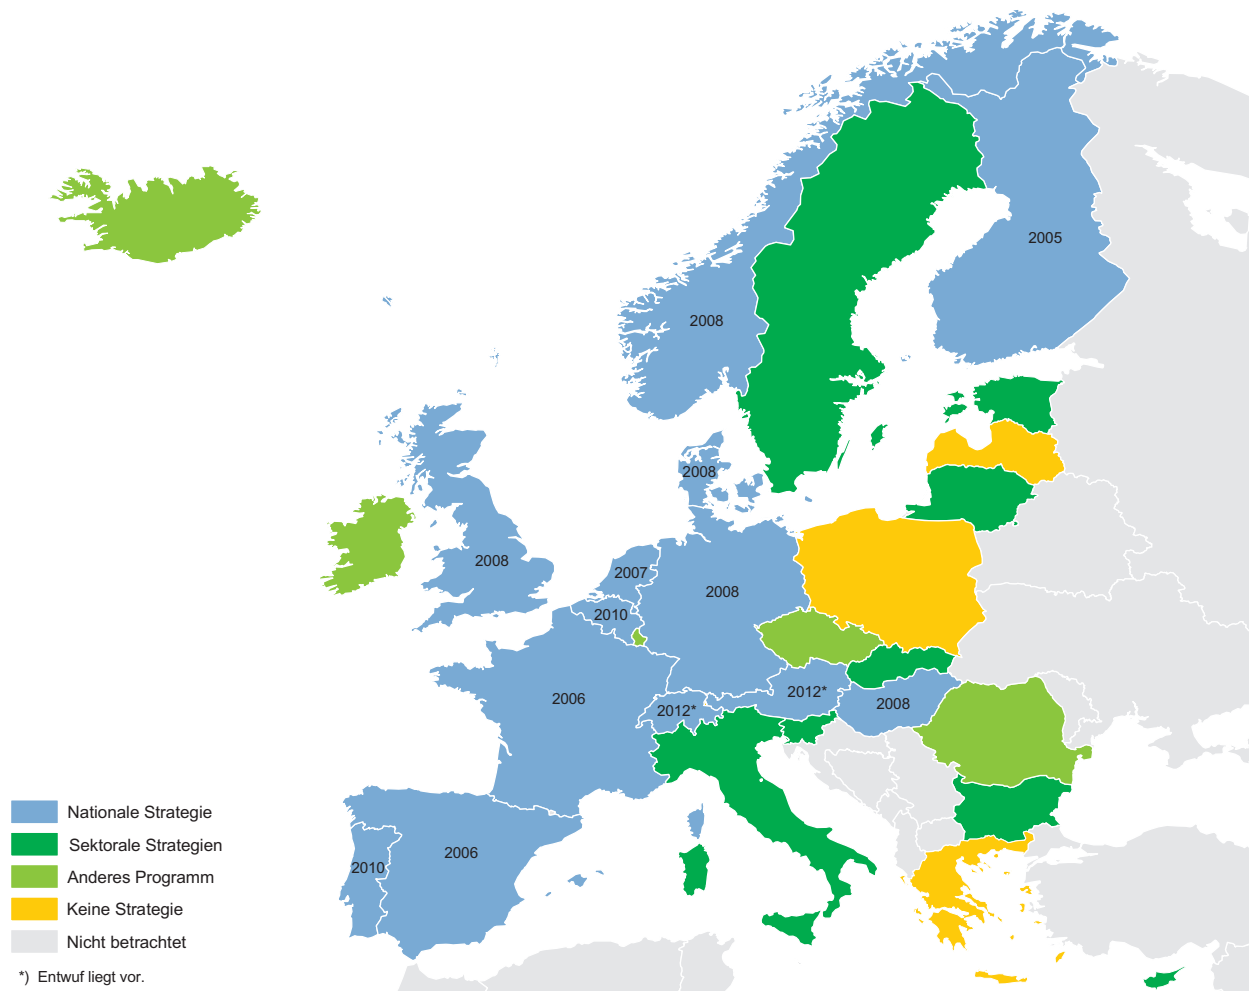 2005
2008
2008
2008
2007
2010
2008
2006
2012*
2012*
2008
2010
2006
Nationale Strategie
Sektorale Strategien
Anderes Programm
Keine Strategie
Nicht betrachtet
*) Entwuf liegt vor.